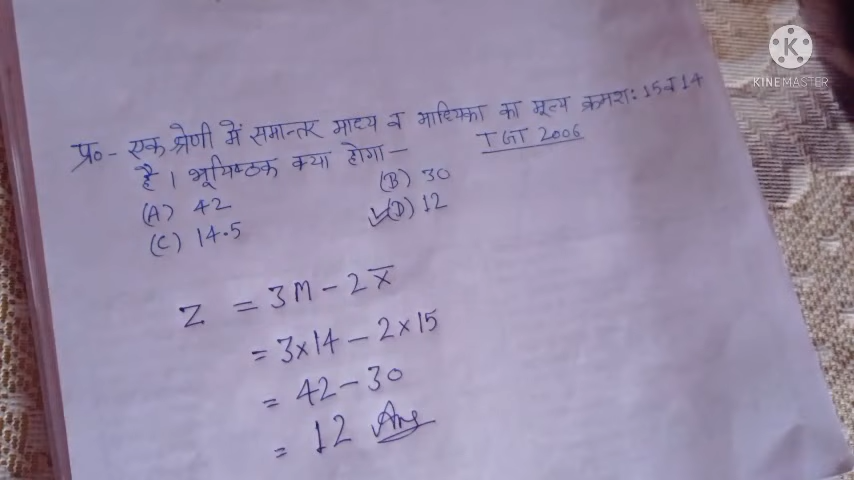 KINEMASTER
प्र०- एक श्रेणी में समान्तर माध्य व माध्यिका का मूल्य क्रमशः 15 व 14
है। भूयिष्ठक क्या होगा - TGT 2006
(A) 42 (B) 30
(C) 14.5 (D) 12
Z = 3M - 2X̅
= 3×14 - 2×15
= 42 - 30
= 12 Ans